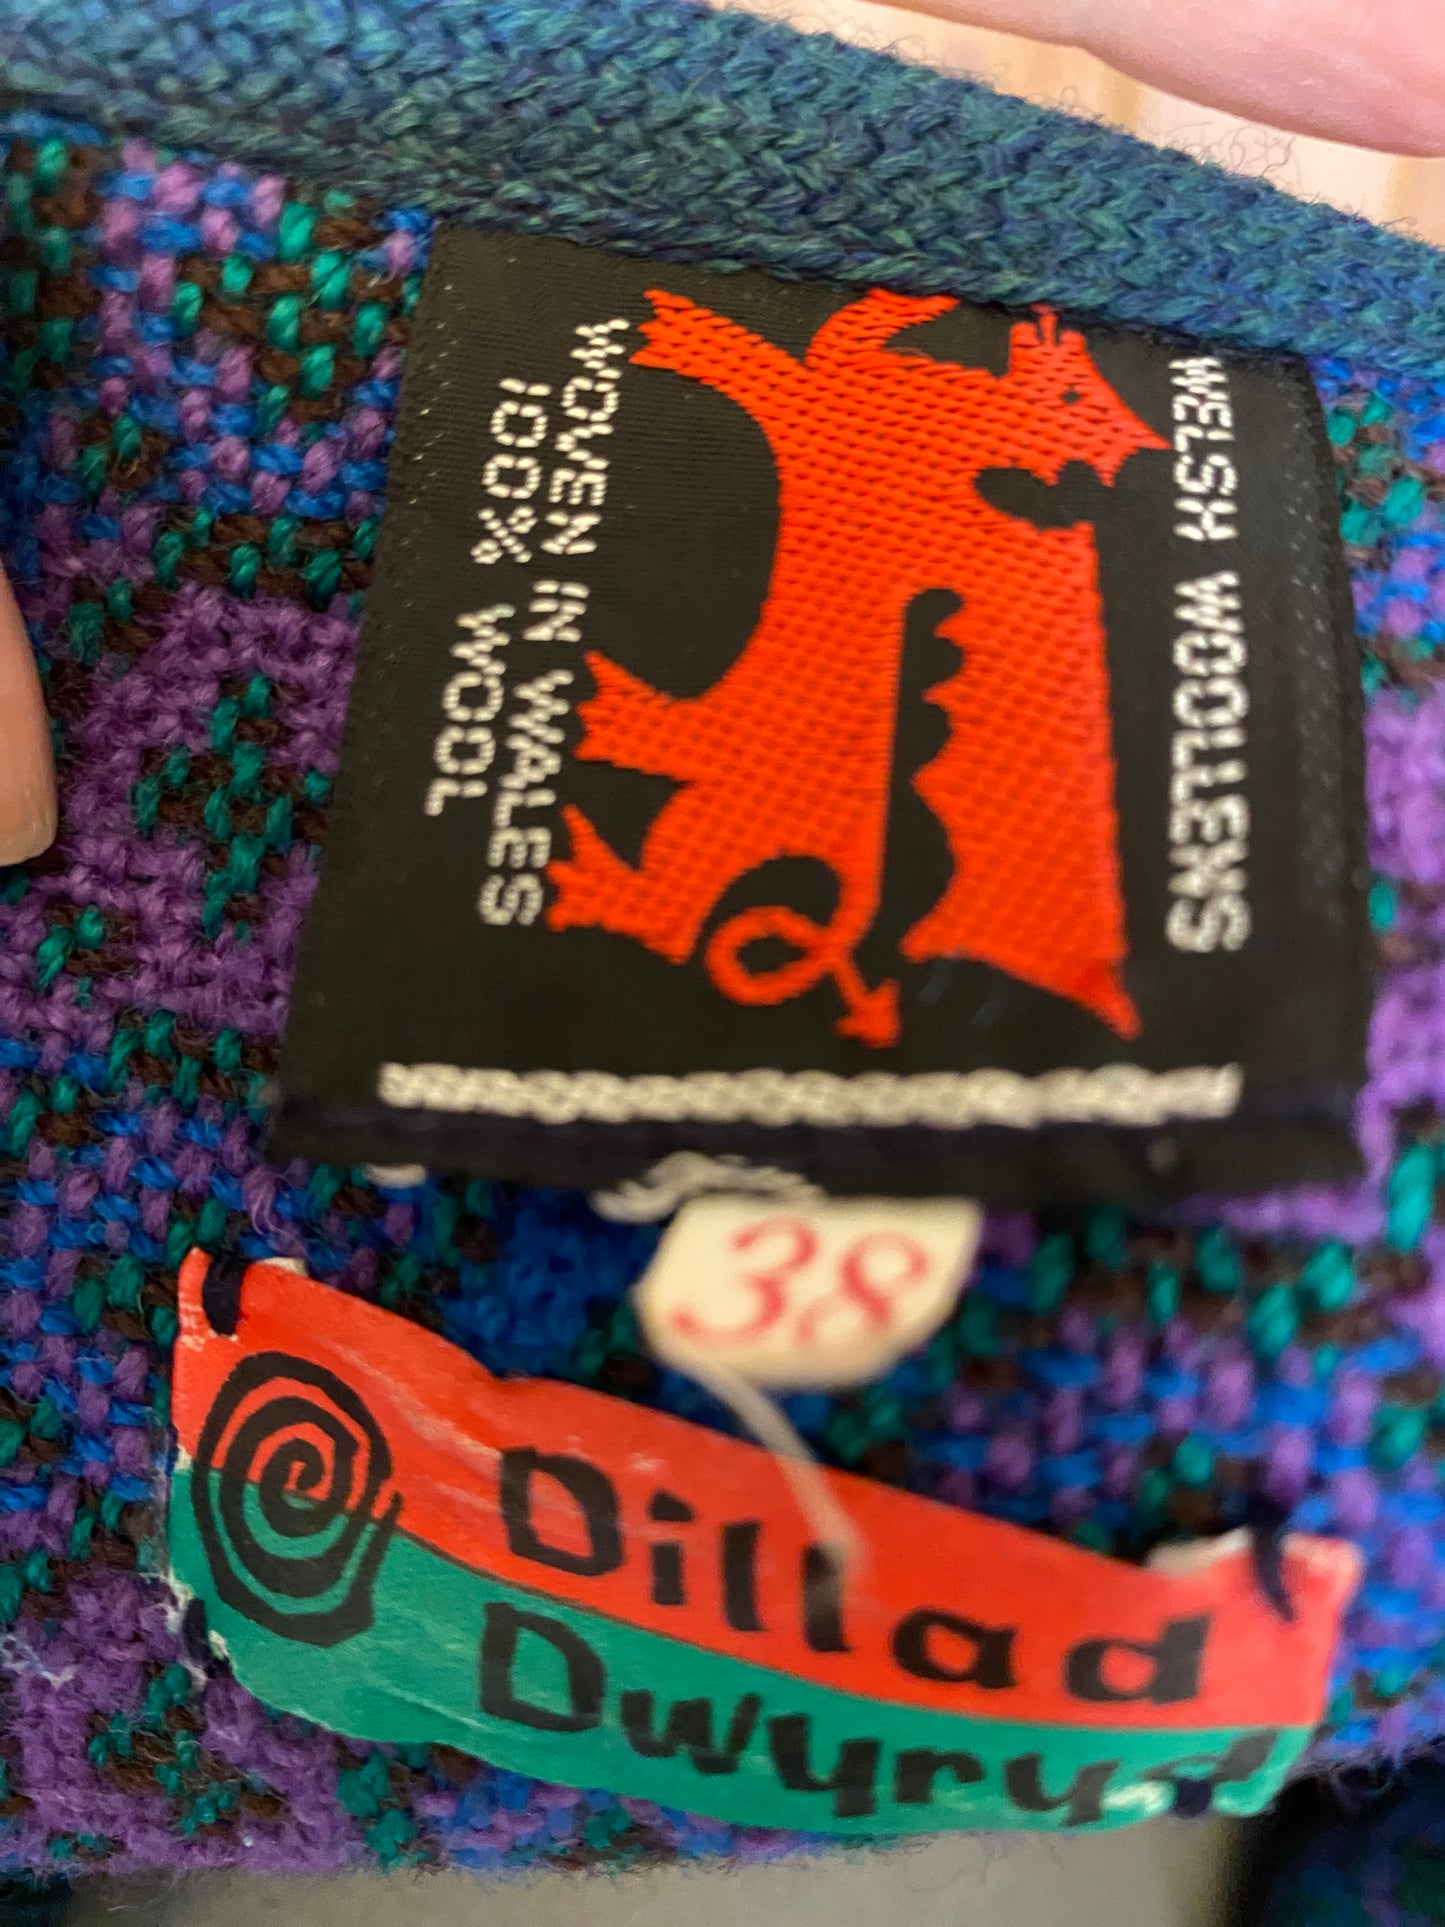 WELSH WOOLLENS
WOVEN IN WALES
100% WOOL
38
Dillad
Dwyryd